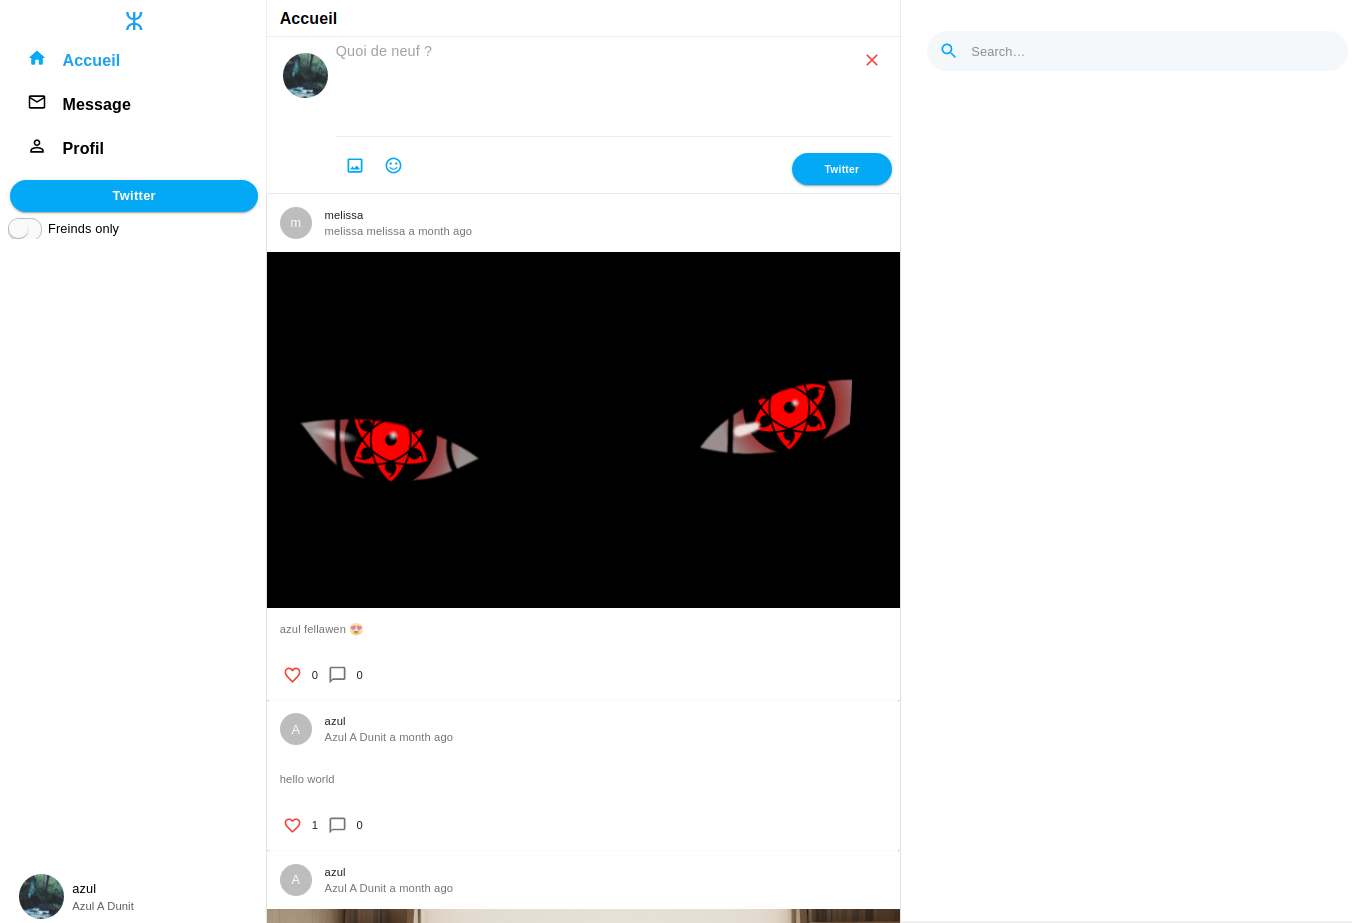 ⵣ
Accueil
Message
Profil
Twitter
Freinds only
azul
Azul A Dunit
Accueil
Quoi de neuf ?
Twitter
m
melissa
melissa melissa a month ago
azul fellawen 😍
0 0
A
azul
Azul A Dunit a month ago
hello world
1 0
A
azul
Azul A Dunit a month ago
Search…